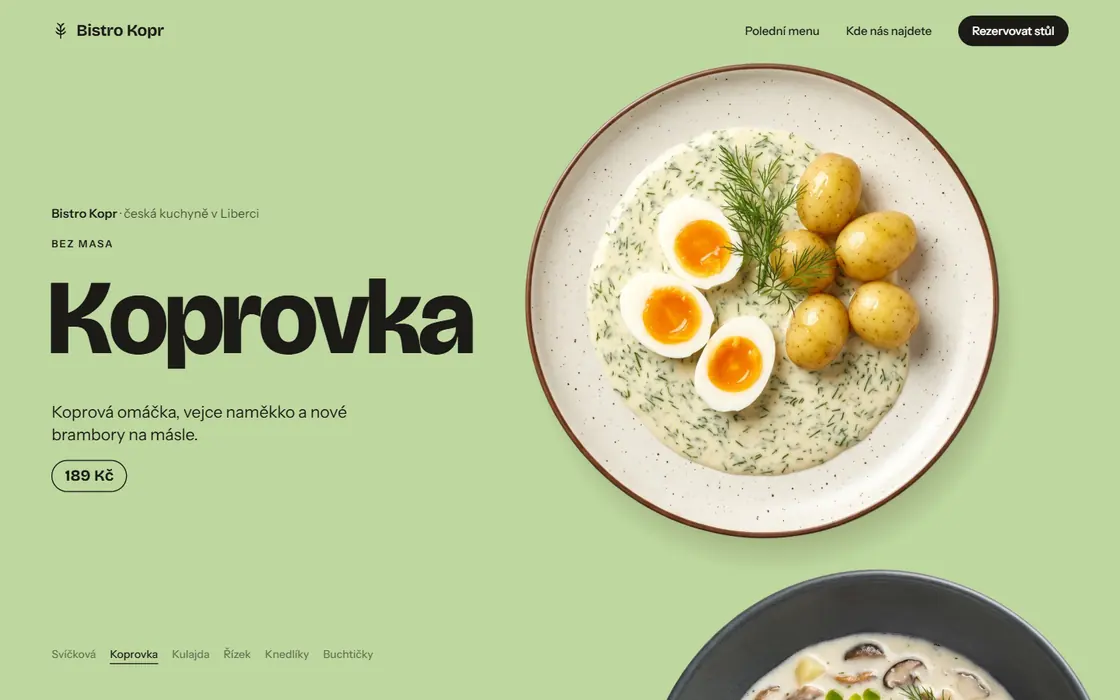 Bistro Kopr
Polední menu
Kde nás najdete
Rezervovat stůl
Bistro Kopr · česká kuchyně v Liberci
BEZ MASA
Koprovka
Koprová omáčka, vejce naměkko a nové
brambory na másle.
189 Kč
Svíčková Koprovka Kulajda Řízek Knedlíky Buchtičky